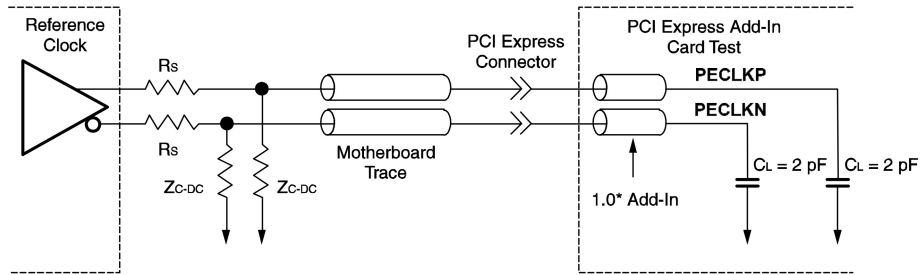 Reference
Clock
RS
RS
ZC-DC
ZC-DC
Motherboard
Trace
PCI Express
Connector
PCI Express Add-In
Card Test
PECLKP
PECLKN
1.0* Add-In
CL = 2 pF
CL = 2 pF